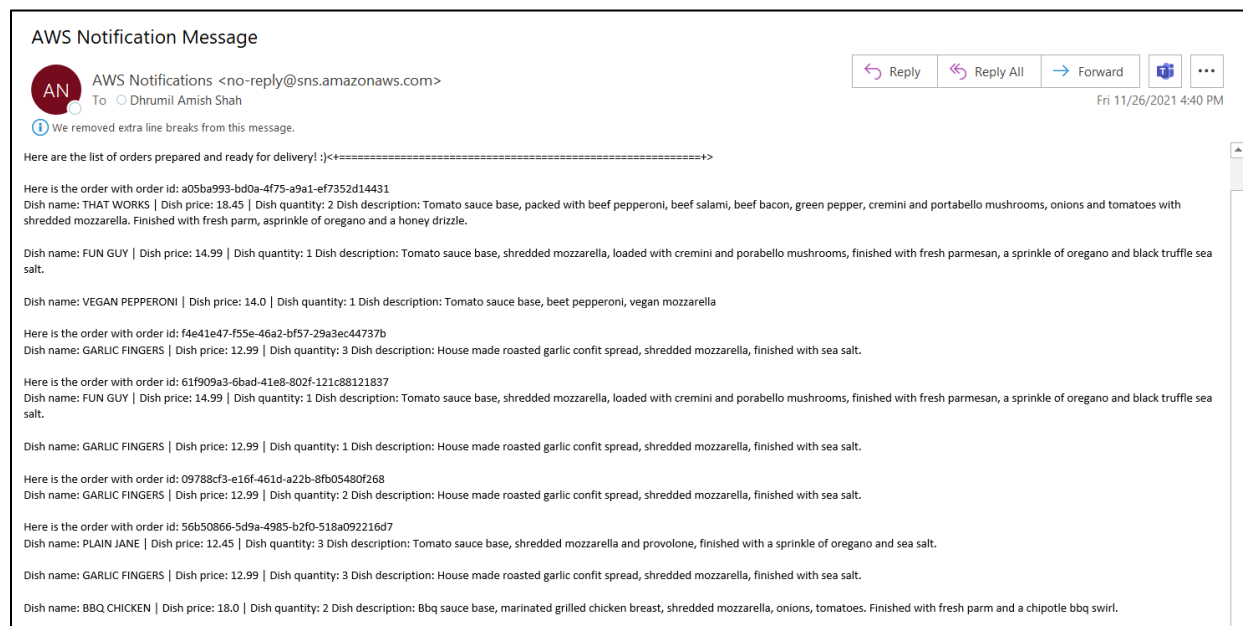 AWS Notification Message
AN
AWS Notifications <no-reply@sns.amazonaws.com>
To Dhrumil Amish Shah
Reply
Reply All
Forward
Fri 11/26/2021 4:40 PM
We removed extra line breaks from this message.
Here are the list of orders prepared and ready for delivery! :)<+===========================================================+>
Here is the order with order id: a05ba993-bd0a-4f75-a9a1-ef7352d14431
Dish name: THAT WORKS | Dish price: 18.45 | Dish quantity: 2 Dish description: Tomato sauce base, packed with beef pepperoni, beef salami, beef bacon, green pepper, cremini and portabello mushrooms, onions and tomatoes with
shredded mozzarella. Finished with fresh parm, asprinkle of oregano and a honey drizzle.
Dish name: FUN GUY | Dish price: 14.99 | Dish quantity: 1 Dish description: Tomato sauce base, shredded mozzarella, loaded with cremini and porabello mushrooms, finished with fresh parmesan, a sprinkle of oregano and black truffle sea
salt.
Dish name: VEGAN PEPPERONI | Dish price: 14.0 | Dish quantity: 1 Dish description: Tomato sauce base, beet pepperoni, vegan mozzarella
Here is the order with order id: f4e41e47-f55e-46a2-bf57-29a3ec44737b
Dish name: GARLIC FINGERS | Dish price: 12.99 | Dish quantity: 3 Dish description: House made roasted garlic confit spread, shredded mozzarella, finished with sea salt.
Here is the order with order id: 61f909a3-6bad-41e8-802f-121c88121837
Dish name: FUN GUY | Dish price: 14.99 | Dish quantity: 1 Dish description: Tomato sauce base, shredded mozzarella, loaded with cremini and porabello mushrooms, finished with fresh parmesan, a sprinkle of oregano and black truffle sea
salt.
Dish name: GARLIC FINGERS | Dish price: 12.99 | Dish quantity: 1 Dish description: House made roasted garlic confit spread, shredded mozzarella, finished with sea salt.
Here is the order with order id: 09788cf3-e16f-461d-a22b-8fb05480f268
Dish name: GARLIC FINGERS | Dish price: 12.99 | Dish quantity: 2 Dish description: House made roasted garlic confit spread, shredded mozzarella, finished with sea salt.
Here is the order with order id: 56b50866-5d9a-4985-b2f0-518a092216d7
Dish name: PLAIN JANE | Dish price: 12.45 | Dish quantity: 3 Dish description: Tomato sauce base, shredded mozzarella and provolone, finished with a sprinkle of oregano and sea salt.
Dish name: GARLIC FINGERS | Dish price: 12.99 | Dish quantity: 3 Dish description: House made roasted garlic confit spread, shredded mozzarella, finished with sea salt.
Dish name: BBQ CHICKEN | Dish price: 18.0 | Dish quantity: 2 Dish description: Bbq sauce base, marinated grilled chicken breast, shredded mozzarella, onions, tomatoes. Finished with fresh parm and a chipotle bbq swirl.